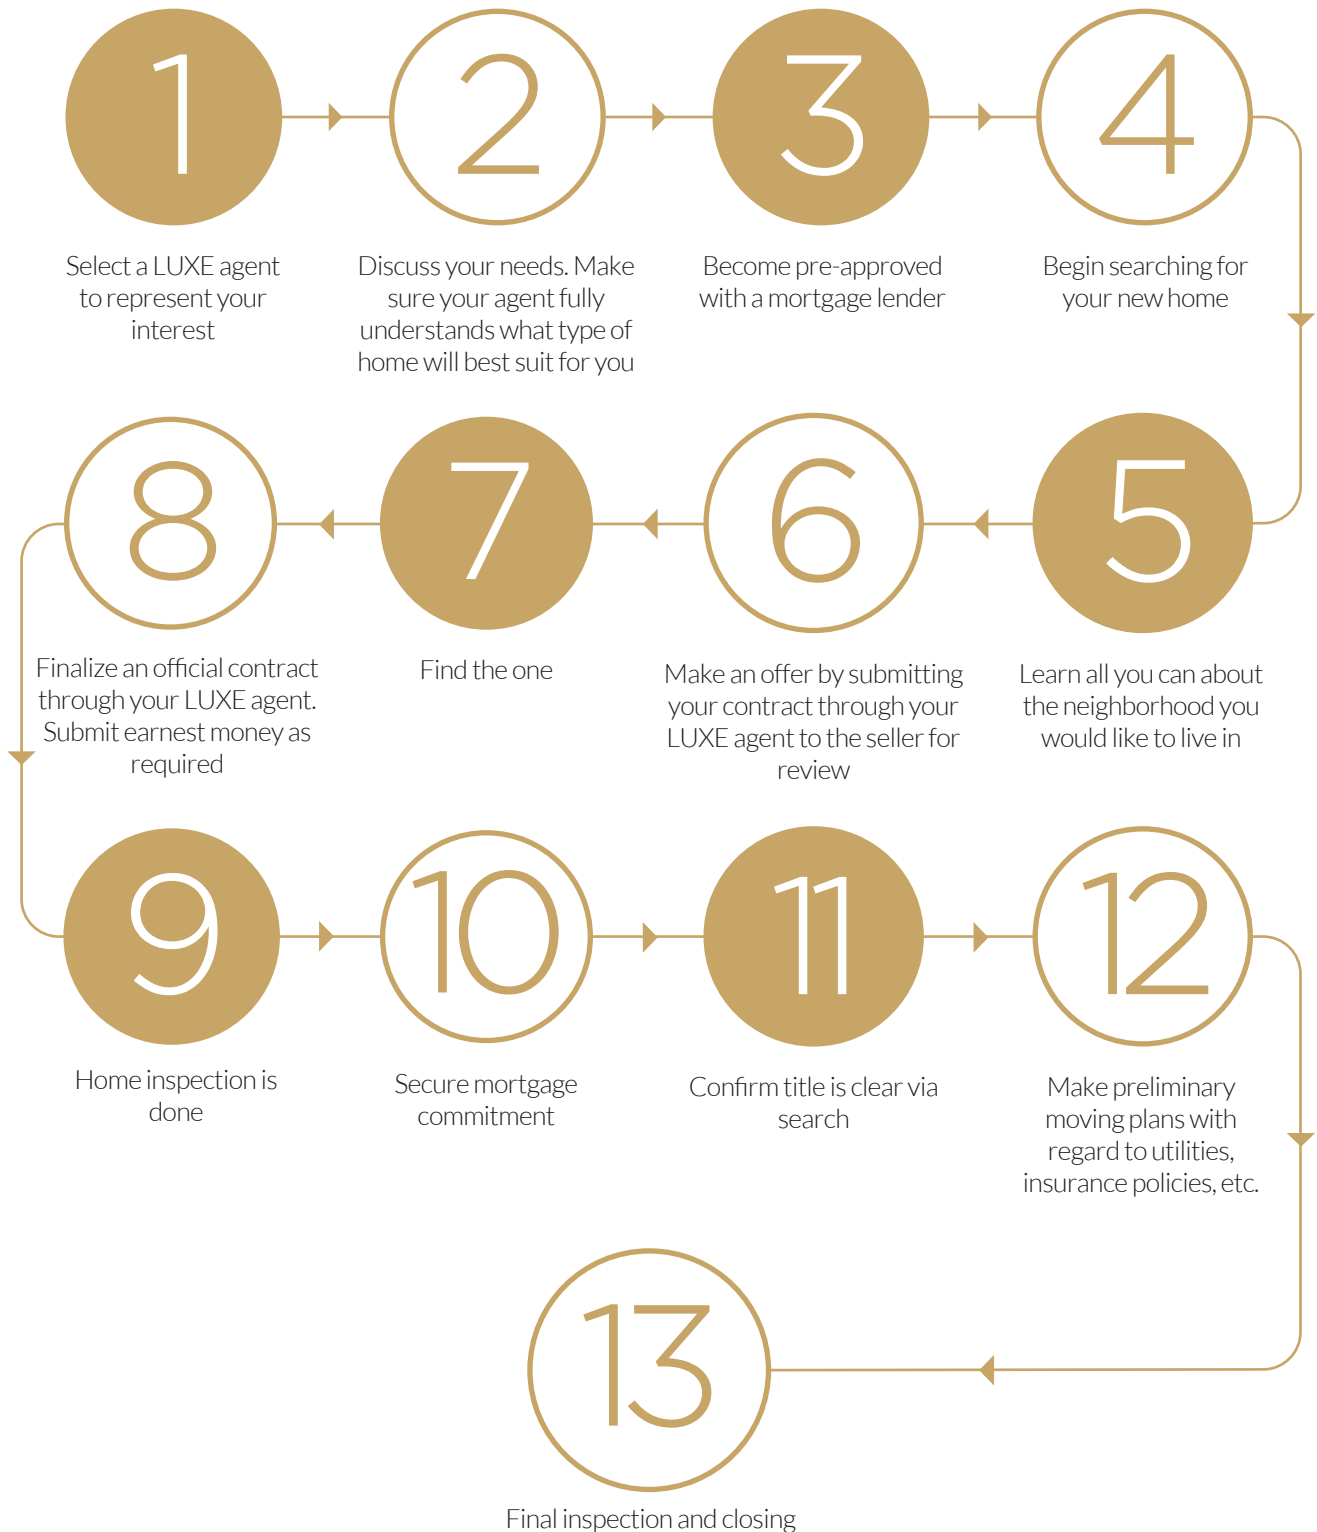 1
Select a LUXE agent
to represent your
interest
2
Discuss your needs. Make
sure your agent fully
understands what type of
home will best suit for you
3
Become pre-approved
with a mortgage lender
4
Begin searching for
your new home
5
Learn all you can about
the neighborhood you
would like to live in
6
Make an offer by submitting
your contract through your
LUXE agent to the seller for
review
7
Find the one
8
Finalize an official contract
through your LUXE agent.
Submit earnest money as
required
9
Home inspection is
done
10
Secure mortgage
commitment
11
Confirm title is clear via
search
12
Make preliminary
moving plans with
regard to utilities,
insurance policies, etc.
13
Final inspection and closing